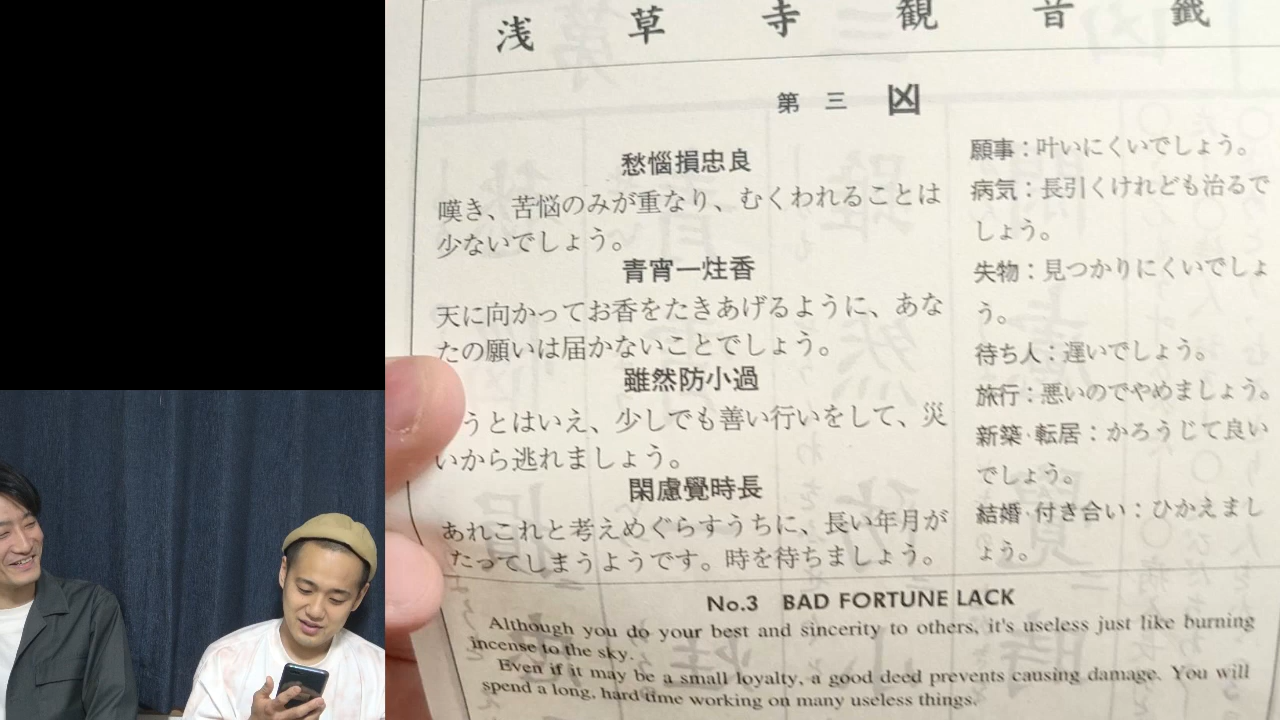 浅草寺観音籤
第三 凶
愁惱損忠良
嘆き、苦悩のみが重なり、むくわれることは
少ないでしょう。
青宵一炷香
天に向かってお香をたきあげるように、あな
たの願いは届かないことでしょう。
雖然防小過
うとはいえ、少しでも善い行いをして、災
いから逃れましょう。
閑慮覺時長
あれこれと考えめぐらすうちに、長い年月が
たってしまうようです。時を待ちましょう。
願事：叶いにくいでしょう。
病気：長引くけれども治るで
しょう。
失物：見つかりにくいでしょ
う。
待ち人：遅いでしょう。
旅行：悪いのでやめましょう。
新築·転居：かろうじて良い
でしょう。
結婚·付き合い：ひかえまし
ょう。
No.3 BAD FORTUNE LACK
Although you do your best and sincerity to others, it's useless just like burning
incense to the sky.
Even if it may be a small loyalty, a good deed prevents causing damage. You will
spend a long, hard time working on many useless things.